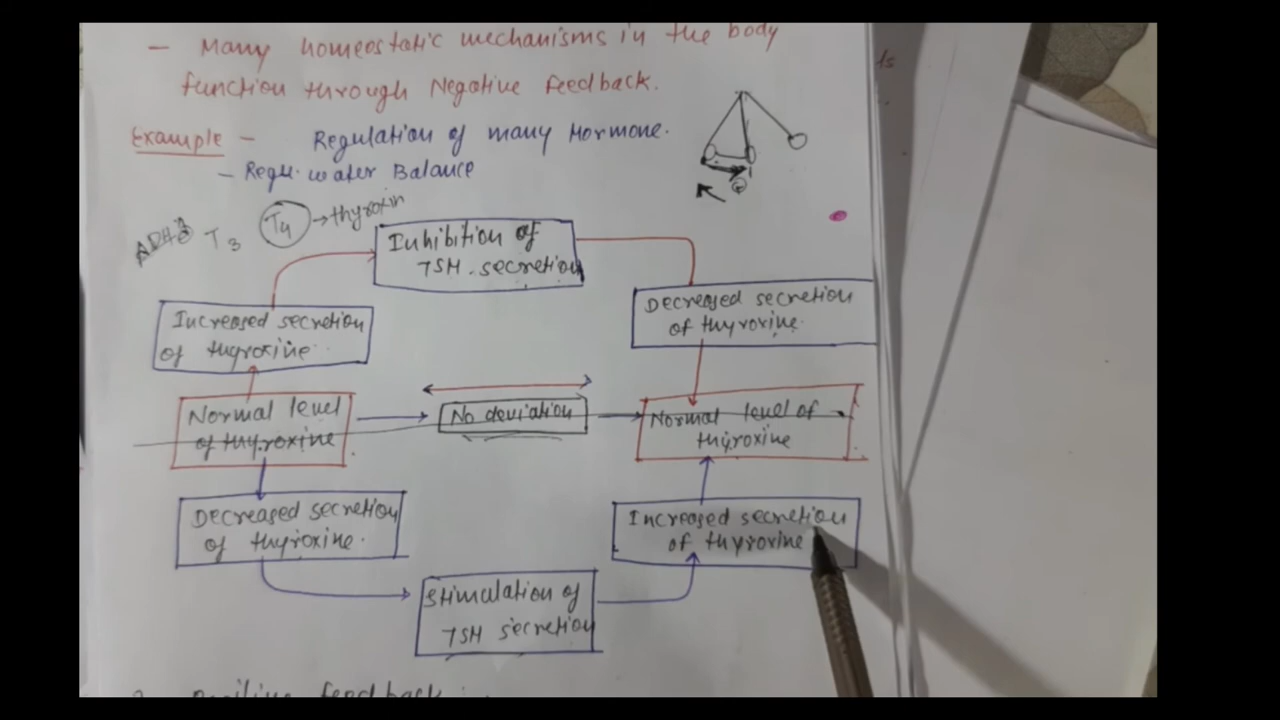 - Many homeostatic mechanisms in the body
function through Negative Feedback.
Example - Regulation of many Hormone.
- Regu. water Balance
ADH T3 T4 → thyroxin
Inhibition of
TSH. secretion
Decreased secretion
of thyroxine.
Increased secretion
of thyroxine.
Normal level
of thyroxine
No deviation
Normal level of
thyroxine
Decreased secretion
of thyroxine.
Increased secretion
of thyroxine
Stimulation of
TSH secretion
feedback